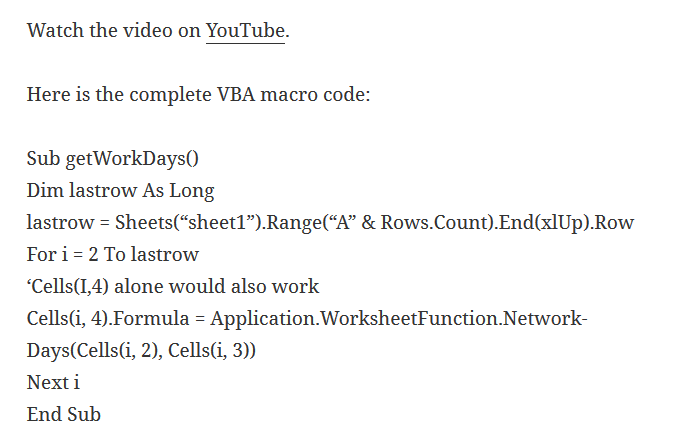 Watch the video on YouTube.
Here is the complete VBA macro code:
Sub getWorkDays()
Dim lastrow As Long
lastrow = Sheets(“sheet1”).Range(“A” & Rows.Count).End(xlUp).Row
For i = 2 To lastrow
‘Cells(I,4) alone would also work
Cells(i, 4).Formula = Application.WorksheetFunction.Network-
Days(Cells(i, 2), Cells(i, 3))
Next i
End Sub